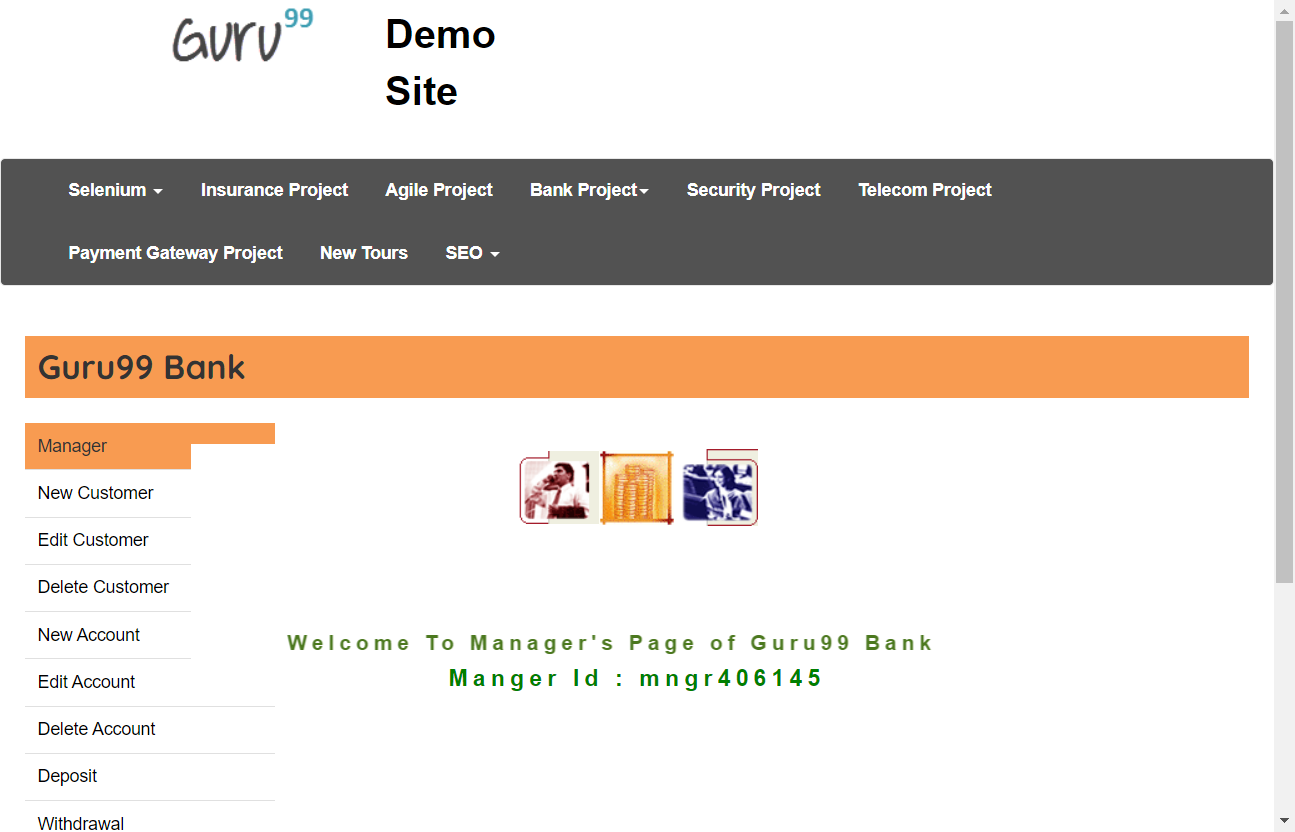 Guru99
Demo
Site
Selenium Insurance Project Agile Project Bank Project Security Project Telecom Project
Payment Gateway Project New Tours SEO
Guru99 Bank
Manager
New Customer
Edit Customer
Delete Customer
New Account
Edit Account
Delete Account
Deposit
Withdrawal
Welcome To Manager's Page of Guru99 Bank
Manger Id : mngr406145